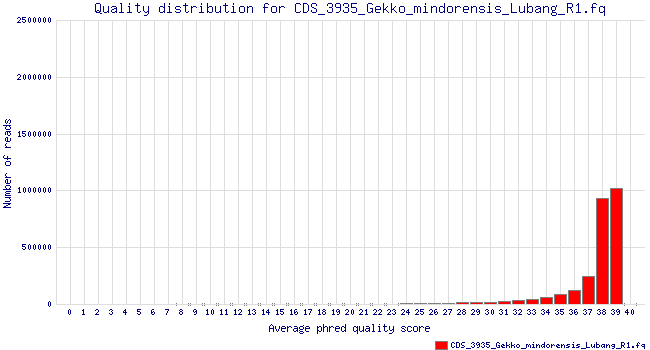 Quality distribution for CDS_3935_Gekko_mindorensis_Lubang_R1.fq
2500000
2000000
1500000
1000000
500000
0
Number of reads
0 1 2 3 4 5 6 7 8 9 10 11 12 13 14 15 16 17 18 19 20 21 22 23 24 25 26 27 28 29 30 31 32 33 34 35 36 37 38 39 40
Average phred quality score
CDS_3935_Gekko_mindorensis_Lubang_R1.fq